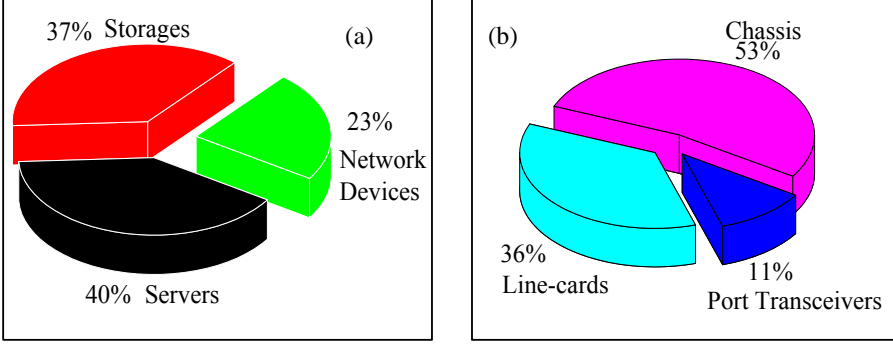 37% Storages
(a)
23%
Network
Devices
40% Servers
(b)
Chassis
53%
36%
Line-cards
11%
Port Transceivers